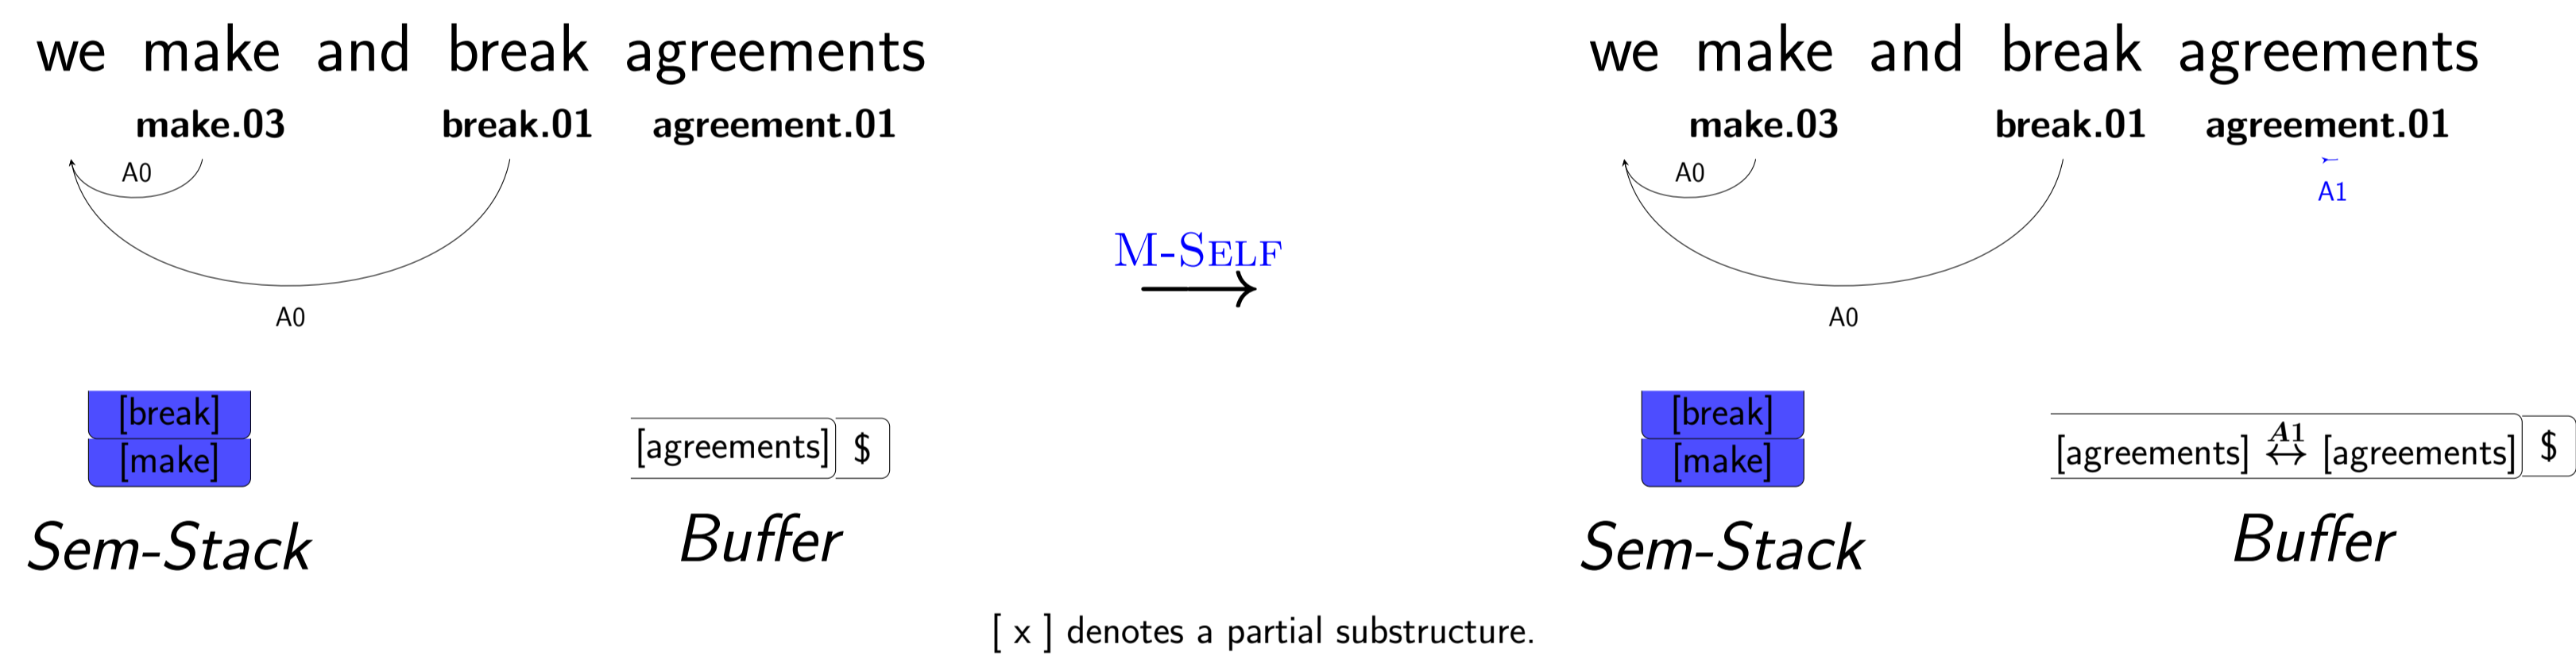 we make and break agreements
make.03 break.01 agreement.01
A0
A0
[break]
[make]
Sem-Stack
[agreements] $
Buffer
M-SELF
we make and break agreements
make.03 break.01 agreement.01
A0
A1
A0
[break]
[make]
Sem-Stack
[agreements] A1 ↔ [agreements] $
Buffer
[ x ] denotes a partial substructure.